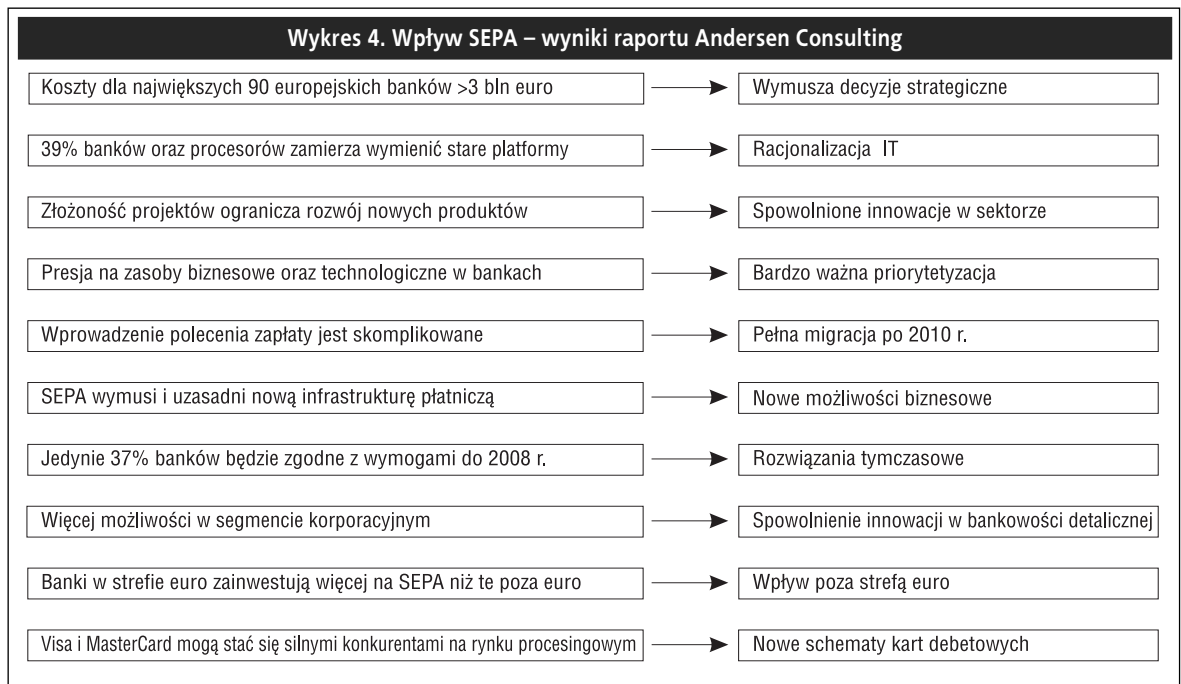 Wykres 4. Wpływ SEPA – wyniki raportu Andersen Consulting
Koszty dla największych 90 europejskich banków >3 bln euro
Wymusza decyzje strategiczne
39% banków oraz procesorów zamierza wymienić stare platformy
Racjonalizacja IT
Złożoność projektów ogranicza rozwój nowych produktów
Spowolnione innowacje w sektorze
Presja na zasoby biznesowe oraz technologiczne w bankach
Bardzo ważna priorytetyzacja
Wprowadzenie polecenia zapłaty jest skomplikowane
Pełna migracja po 2010 r.
SEPA wymusi i uzasadni nową infrastrukturę płatniczą
Nowe możliwości biznesowe
Jedynie 37% banków będzie zgodne z wymogami do 2008 r.
Rozwiązania tymczasowe
Więcej możliwości w segmencie korporacyjnym
Spowolnienie innowacji w bankowości detalicznej
Banki w strefie euro zainwestują więcej na SEPA niż te poza euro
Wpływ poza strefą euro
Visa i MasterCard mogą stać się silnymi konkurentami na rynku procesingowym
Nowe schematy kart debetowych